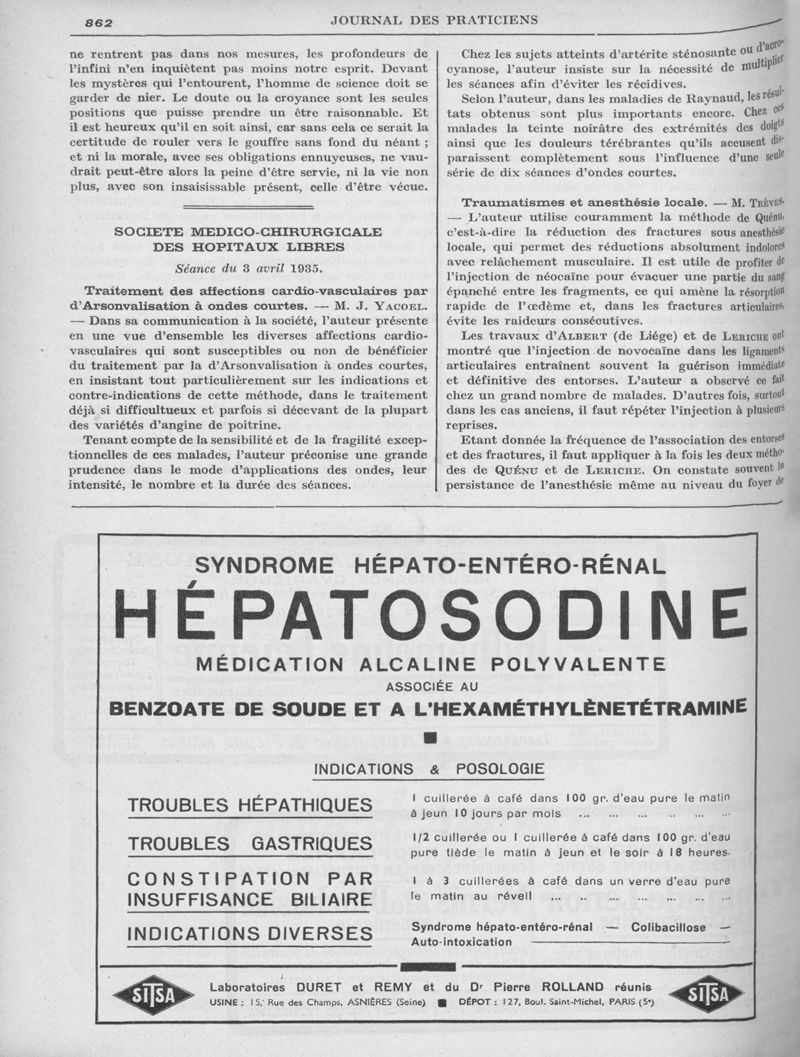 862
JOURNAL DES PRATICIENS
ne rentrent pas dans nos mesures, les profondeurs de
l'infini n'en inquiètent pas moins notre esprit. Devant
les mystères qui l'entourent, l'homme de science doit se
garder de nier. Le doute ou la croyance sont les seules
positions que puisse prendre un être raisonnable. Et
il est heureux qu'il en soit ainsi, car sans cela ce serait la
certitude de rouler vers le gouffre sans fond du néant ;
et ni la morale, avec ses obligations ennuyeuses, ne vau-
drait peut-être alors la peine d'être servie, ni la vie non
plus, avec son insaisissable présent, celle d'être vécue.
SOCIETE MEDICO-CHIRURGICALE
DES HOPITAUX LIBRES
Séance du 3 avril 1935.
Traitement des affections cardio-vasculaires par
d'Arsonvalisation à ondes courtes. — M. J. YACOEL.
— Dans sa communication à la société, l'auteur présente
en une vue d'ensemble les diverses affections cardio-
vasculaires qui sont susceptibles ou non de bénéficier
du traitement par la d'Arsonvalisation à ondes courtes,
en insistant tout particulièrement sur les indications et
contre-indications de cette méthode, dans le traitement
déjà si difficultueux et parfois si décevant de la plupart
des variétés d'angine de poitrine.
Tenant compte de la sensibilité et de la fragilité excep-
tionnelles de ces malades, l'auteur préconise une grande
prudence dans le mode d'applications des ondes, leur
intensité, le nombre et la durée des séances.
Chez les sujets atteints d'artérite sténosante ou d'acro-
cyanose, l'auteur insiste sur la nécessité de multiplier
les séances afin d'éviter les récidives.
Selon l'auteur, dans les maladies de Raynaud, les résul-
tats obtenus sont plus importants encore. Chez ces
malades la teinte noirâtre des extrémités des doigts
ainsi que les douleurs térébrantes qu'ils accusent dis-
paraissent complètement sous l'influence d'une seule
série de dix séances d'ondes courtes.
Traumatismes et anesthésie locale. — M. TRÈVES.
— L'auteur utilise couramment la méthode de Quénu,
c'est-à-dire la réduction des fractures sous anesthésie
locale, qui permet des réductions absolument indolores
avec relâchement musculaire. Il est utile de profiter de
l'injection de néocaïne pour évacuer une partie du sang
épanché entre les fragments, ce qui amène la résorption
rapide de l'œdème et, dans les fractures articulaires,
évite les raideurs consécutives.
Les travaux d'ALBERT (de Liége) et de LERICHE ont
montré que l'injection de novocaïne dans les ligaments
articulaires entraînent souvent la guérison immédiate
et définitive des entorses. L'auteur a observé ce fait
chez un grand nombre de malades. D'autres fois, surtout
dans les cas anciens, il faut répéter l'injection à plusieurs
reprises.
Etant donnée la fréquence de l'association des entorses
et des fractures, il faut appliquer à la fois les deux métho-
des de QUÉNU et de LERICHE. On constate souvent la
persistance de l'anesthésie même au niveau du foyer de
SYNDROME HÉPATO-ENTÉRO-RÉNAL
HÉPATOSODINE
MÉDICATION ALCALINE POLYVALENTE
ASSOCIÉE AU
BENZOATE DE SOUDE ET A L'HEXAMÉTHYLÈNETÉTRAMINE
INDICATIONS & POSOLOGIE
TROUBLES HÉPATHIQUES
1 cuillerée à café dans 100 gr. d'eau pure le matin
à jeun 10 jours par mois ... ... ... ... ... ...
TROUBLES GASTRIQUES
1/2 cuillerée ou 1 cuillerée à café dans 100 gr. d'eau
pure tiède le matin à jeun et le soir à 18 heures.
CONSTIPATION PAR
INSUFFISANCE BILIAIRE
1 à 3 cuillerées à café dans un verre d'eau pure
le matin au réveil ... .. ... ... ... ... ...
INDICATIONS DIVERSES
Syndrome hépato-entéro-rénal — Colibacillose —
Auto-intoxication
SITSA
Laboratoires DURET et REMY et du Dr Pierre ROLLAND réunis
USINE : 15, Rue des Champs, ASNIÈRES (Seine) ■ DÉPOT : 127, Boul. Saint-Michel, PARIS (5e)
SITSA